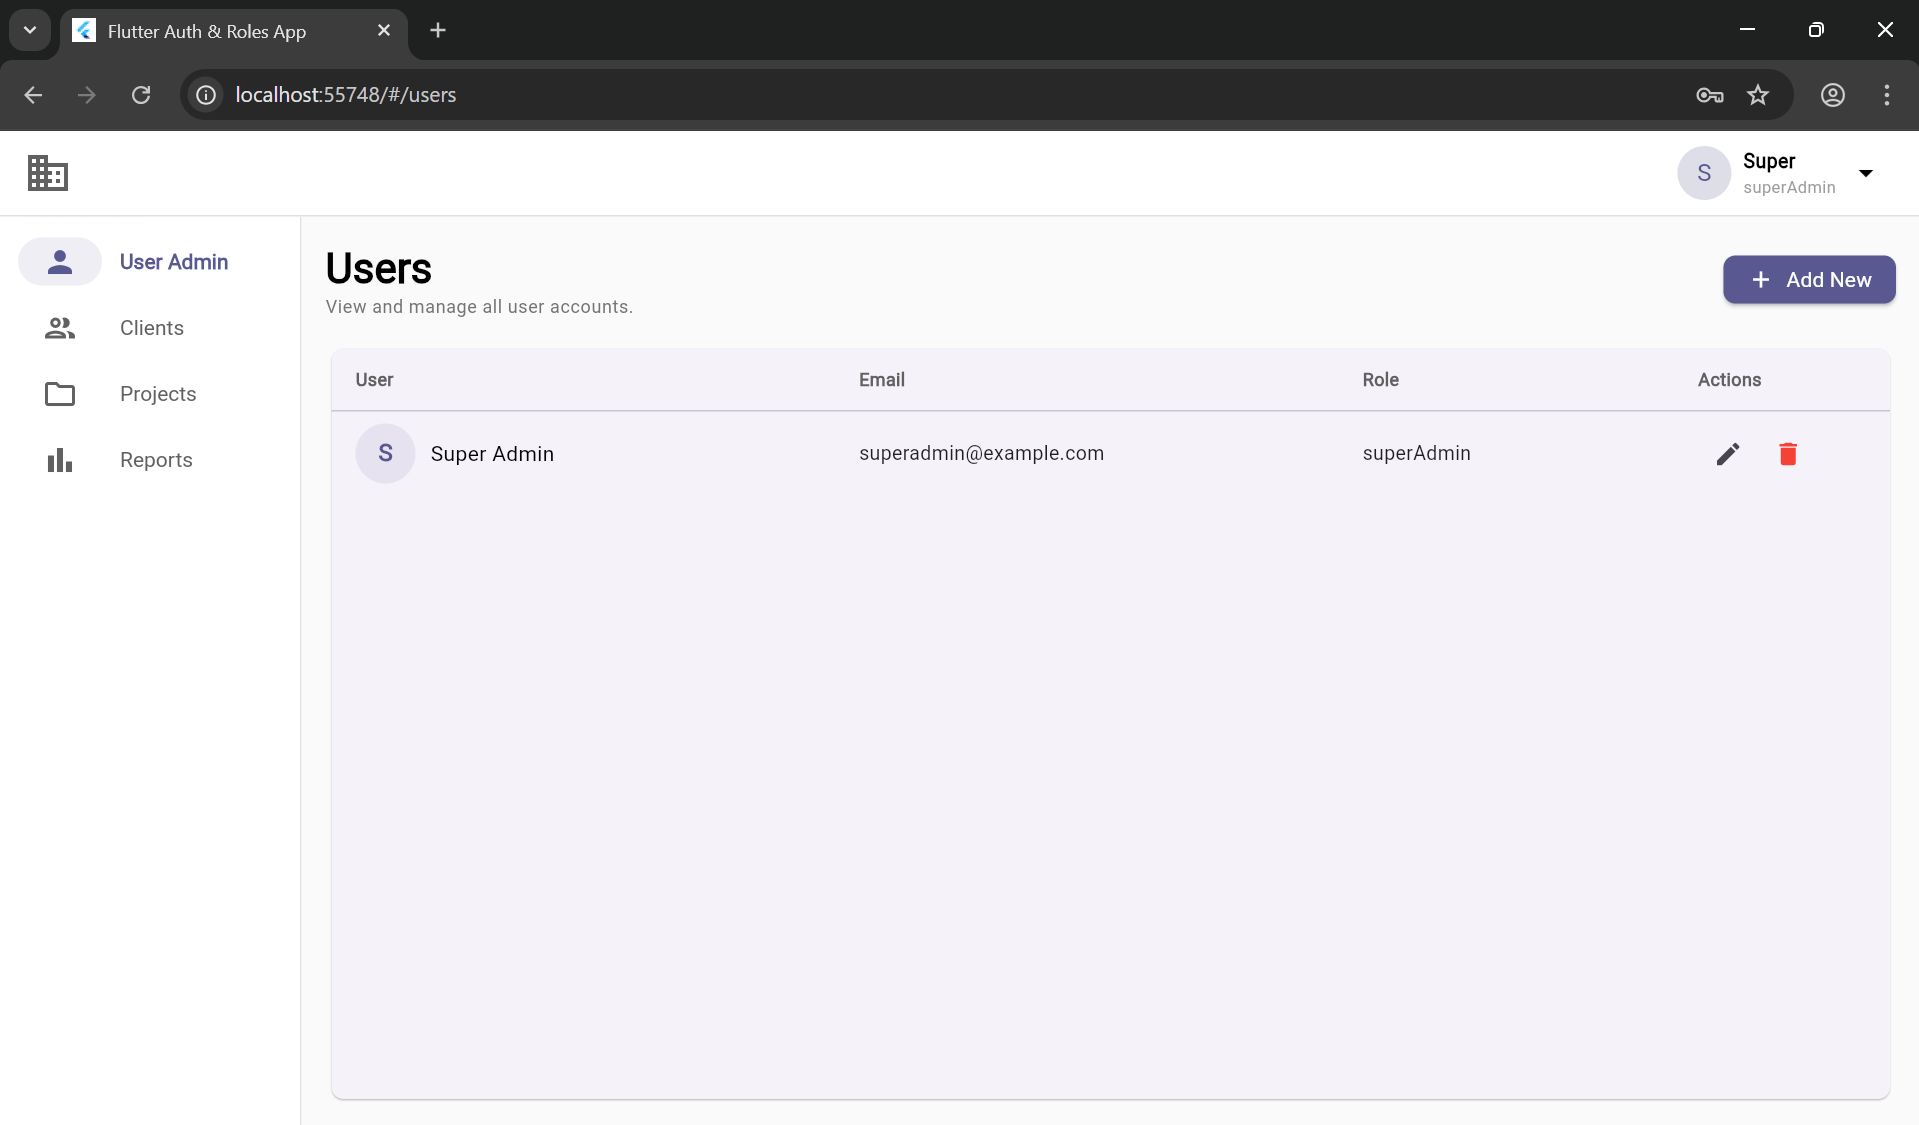 Flutter Auth & Roles App
localhost:55748/#/users
S
Super
superAdmin
User Admin
Clients
Projects
Reports
Users
View and manage all user accounts.
Add New
User Email Role Actions
S Super Admin superadmin@example.com superAdmin